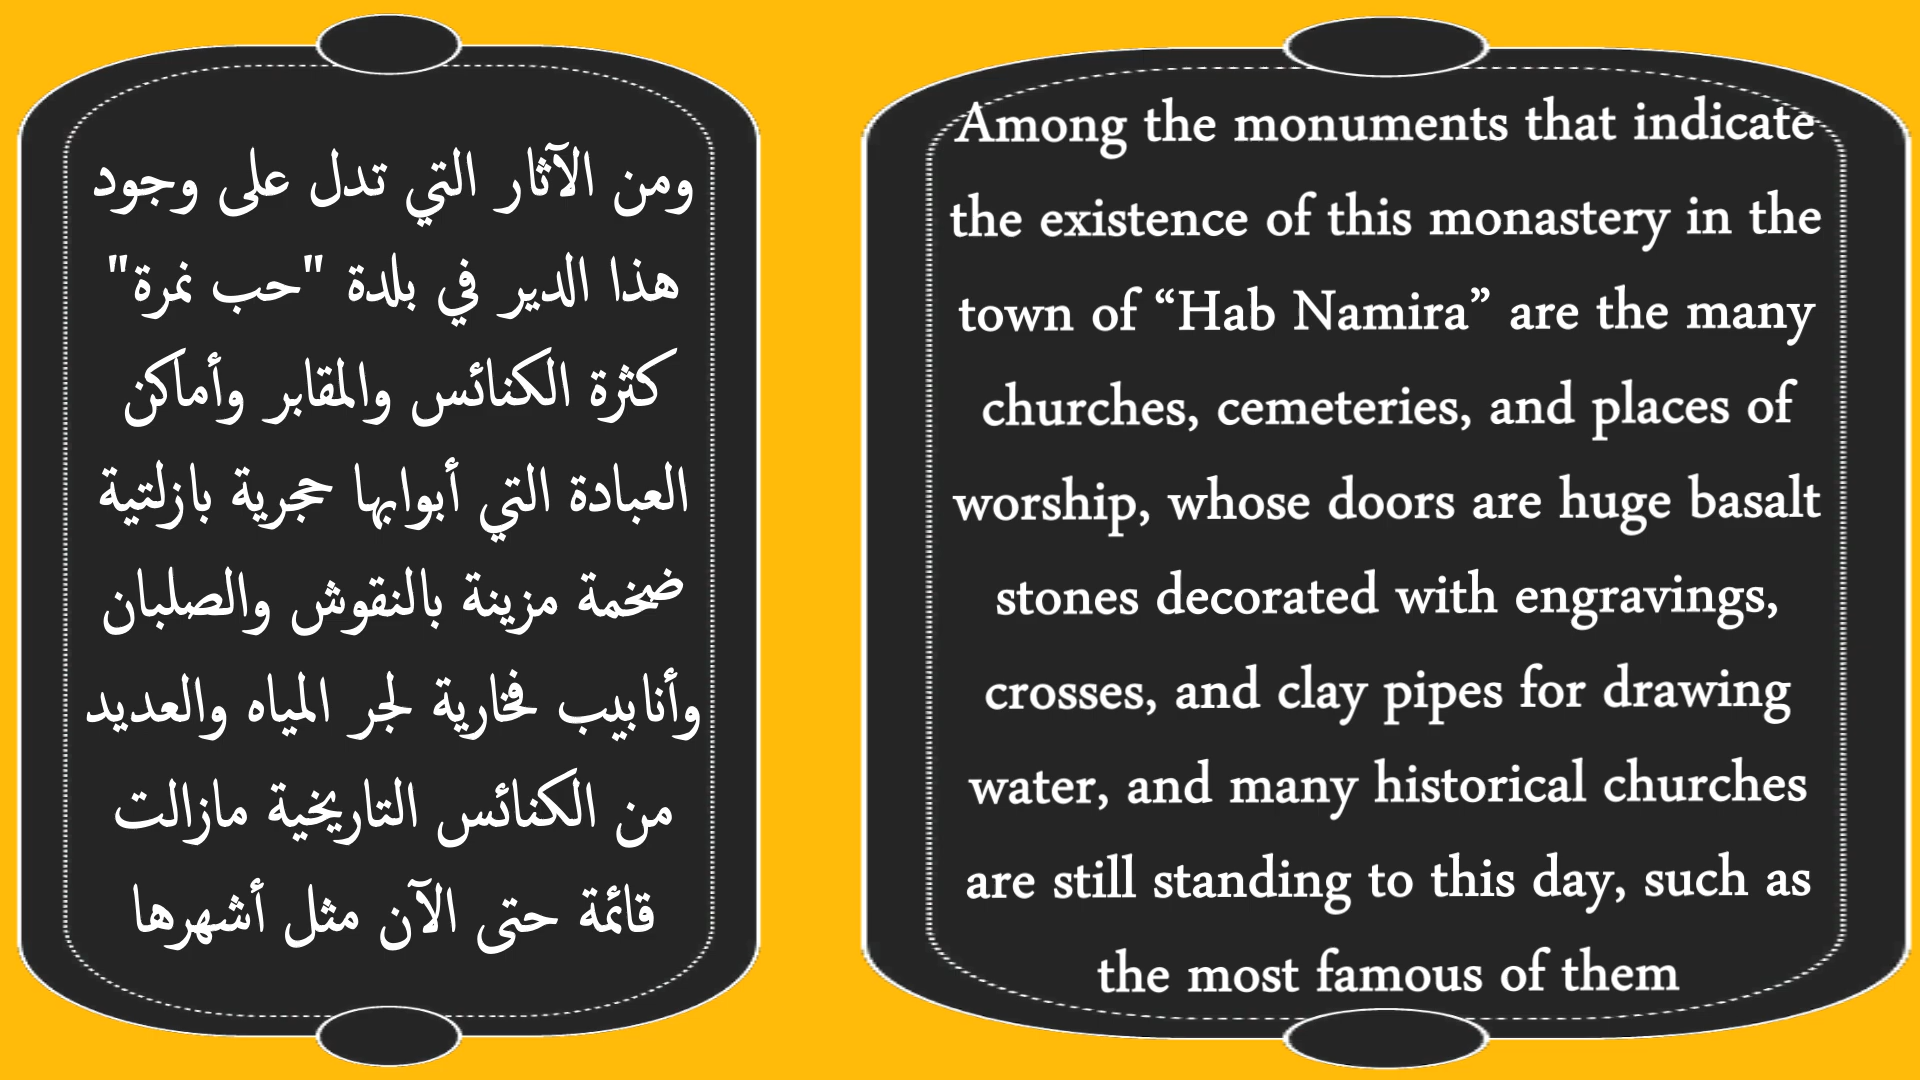 ومن الآثار التي تدل على وجود
هذا الدير في بلدة "حب نمرة"
كثرة الكنائس والمقابر وأماكن
العبادة التي أبوابها حجرية بازلتية
ضخمة مزينة بالنقوش والصلبان
وأنابيب فخارية لجر المياه والعديد
من الكنائس التاريخية مازالت
قائمة حتى الآن مثل أشهرها
Among the monuments that indicate
the existence of this monastery in the
town of “Hab Namira” are the many
churches, cemeteries, and places of
worship, whose doors are huge basalt
stones decorated with engravings,
crosses, and clay pipes for drawing
water, and many historical churches
are still standing to this day, such as
the most famous of them